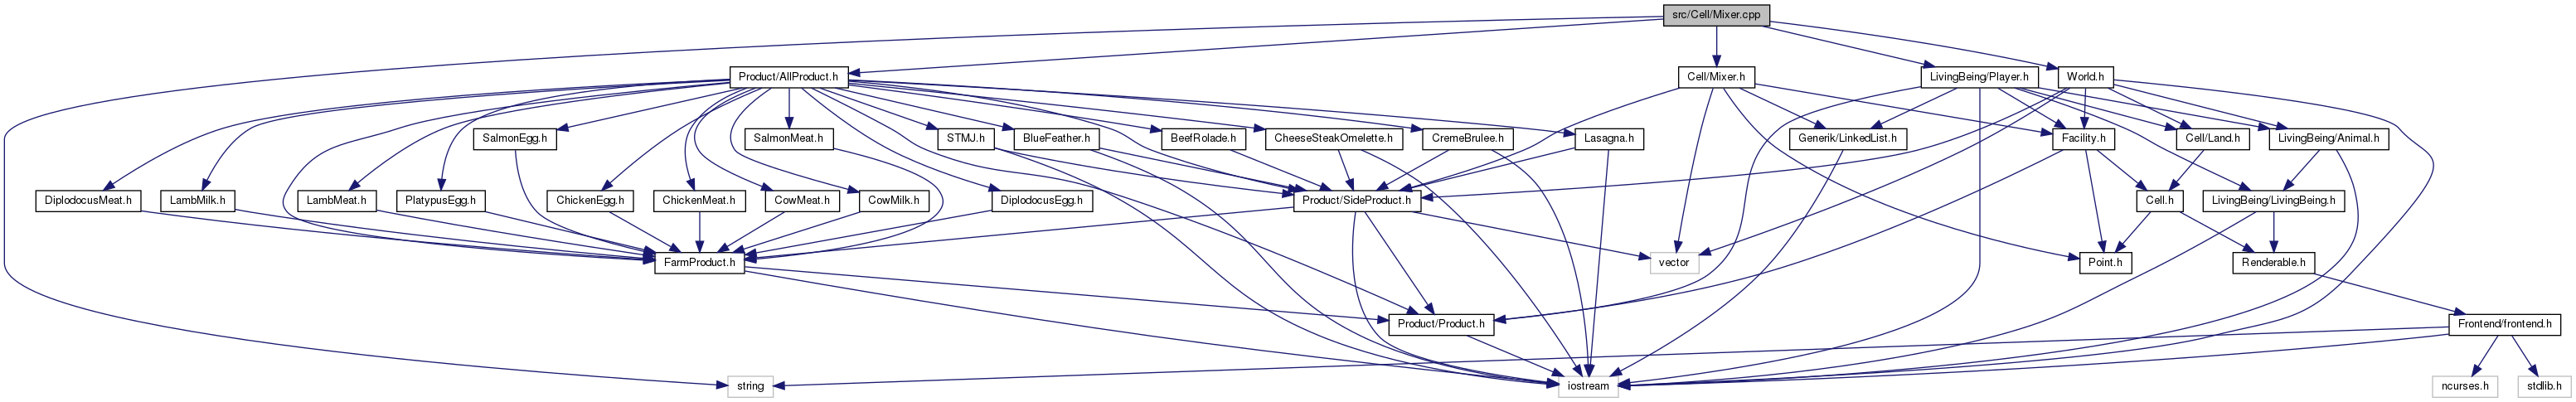 src/Cell/Mixer.cpp
Product/AllProduct.h
Cell/Mixer.h
LivingBeing/Player.h
World.h
SalmonEgg.h
SalmonMeat.h
STMJ.h
BlueFeather.h
BeefRolade.h
CheeseSteakOmelette.h
CremeBrulee.h
Lasagna.h
Generik/LinkedList.h
Facility.h
Cell/Land.h
LivingBeing/Animal.h
DiplodocusMeat.h
LambMilk.h
LambMeat.h
PlatypusEgg.h
ChickenEgg.h
ChickenMeat.h
CowMeat.h
CowMilk.h
DiplodocusEgg.h
Product/SideProduct.h
Cell.h
LivingBeing/LivingBeing.h
FarmProduct.h
vector
Point.h
Renderable.h
Product/Product.h
Frontend/frontend.h
string
iostream
ncurses.h
stdlib.h